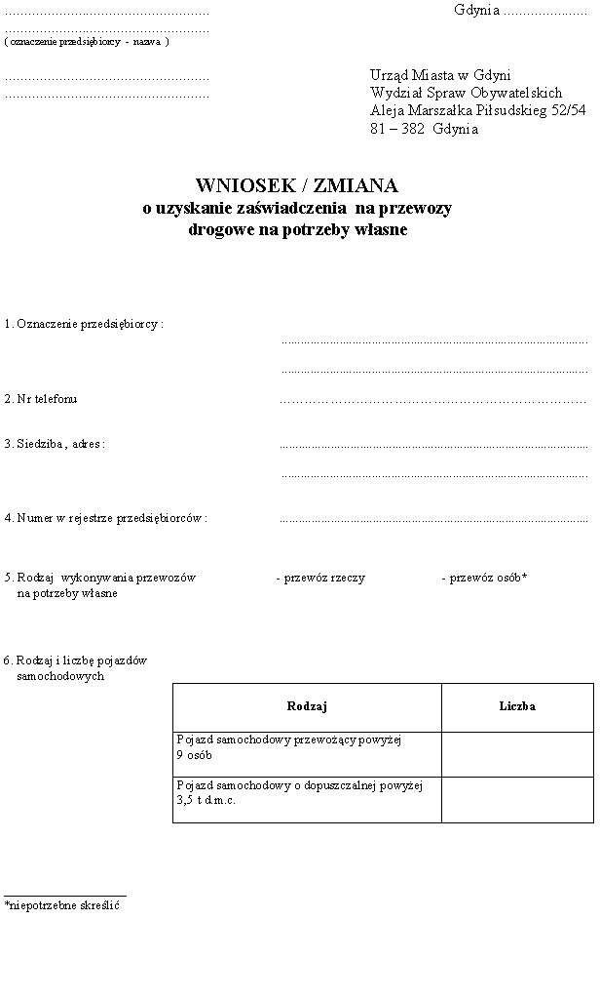 ..................................................... Gdynia ......................
.....................................................
( oznaczenie przedsiębiorcy - nazwa )
.....................................................
.....................................................
Urząd Miasta w Gdyni
Wydział Spraw Obywatelskich
Aleja Marszałka Piłsudskieg 52/54
81 – 382 Gdynia
WNIOSEK / ZMIANA
o uzyskanie zaświadczenia na przewozy
drogowe na potrzeby własne
1. Oznaczenie przedsiębiorcy :
................................................................................................
................................................................................................
2. Nr telefonu ……………………………………………………………
3. Siedziba , adres : ................................................................................................
................................................................................................
4. Numer w rejestrze przedsiębiorców : ................................................................................................
5. Rodzaj wykonywania przewozów - przewóz rzeczy - przewóz osób*
na potrzeby własne
6. Rodzaj i liczbę pojazdów
samochodowych
Rodzaj Liczba
Pojazd samochodowy przewożący powyżej
9 osób
Pojazd samochodowy o dopuszczalnej powyżej
3,5 t d.m.c.
*niepotrzebne skreślić